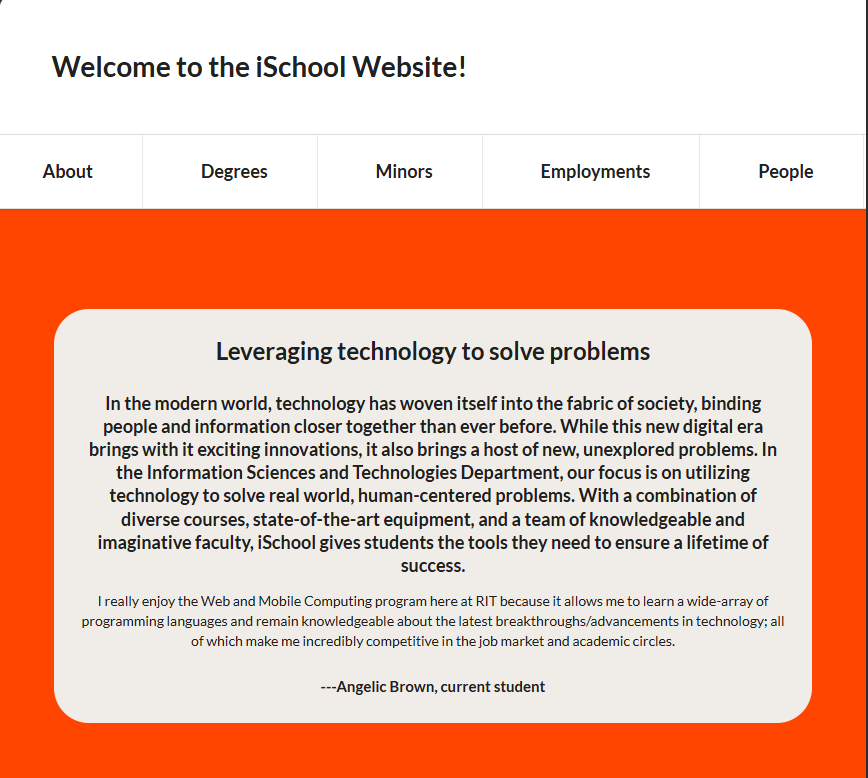 Welcome to the iSchool Website!
About Degrees Minors Employments People
Leveraging technology to solve problems
In the modern world, technology has woven itself into the fabric of society, binding
people and information closer together than ever before. While this new digital era
brings with it exciting innovations, it also brings a host of new, unexplored problems. In
the Information Sciences and Technologies Department, our focus is on utilizing
technology to solve real world, human-centered problems. With a combination of
diverse courses, state-of-the-art equipment, and a team of knowledgeable and
imaginative faculty, iSchool gives students the tools they need to ensure a lifetime of
success.
I really enjoy the Web and Mobile Computing program here at RIT because it allows me to learn a wide-array of
programming languages and remain knowledgeable about the latest breakthroughs/advancements in technology; all
of which make me incredibly competitive in the job market and academic circles.
---Angelic Brown, current student